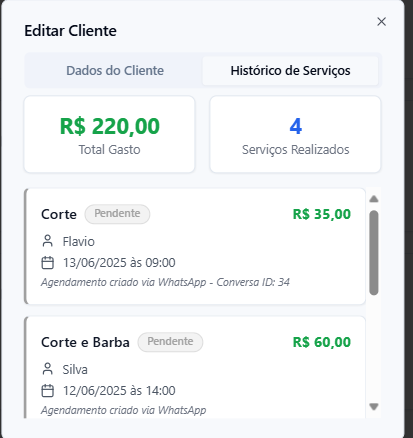 Editar Cliente
Dados do Cliente
Histórico de Serviços
R$ 220,00
Total Gasto
4
Serviços Realizados
Corte Pendente R$ 35,00
Flavio
13/06/2025 às 09:00
Agendamento criado via WhatsApp - Conversa ID: 34
Corte e Barba Pendente R$ 60,00
Silva
12/06/2025 às 14:00
Agendamento criado via WhatsApp